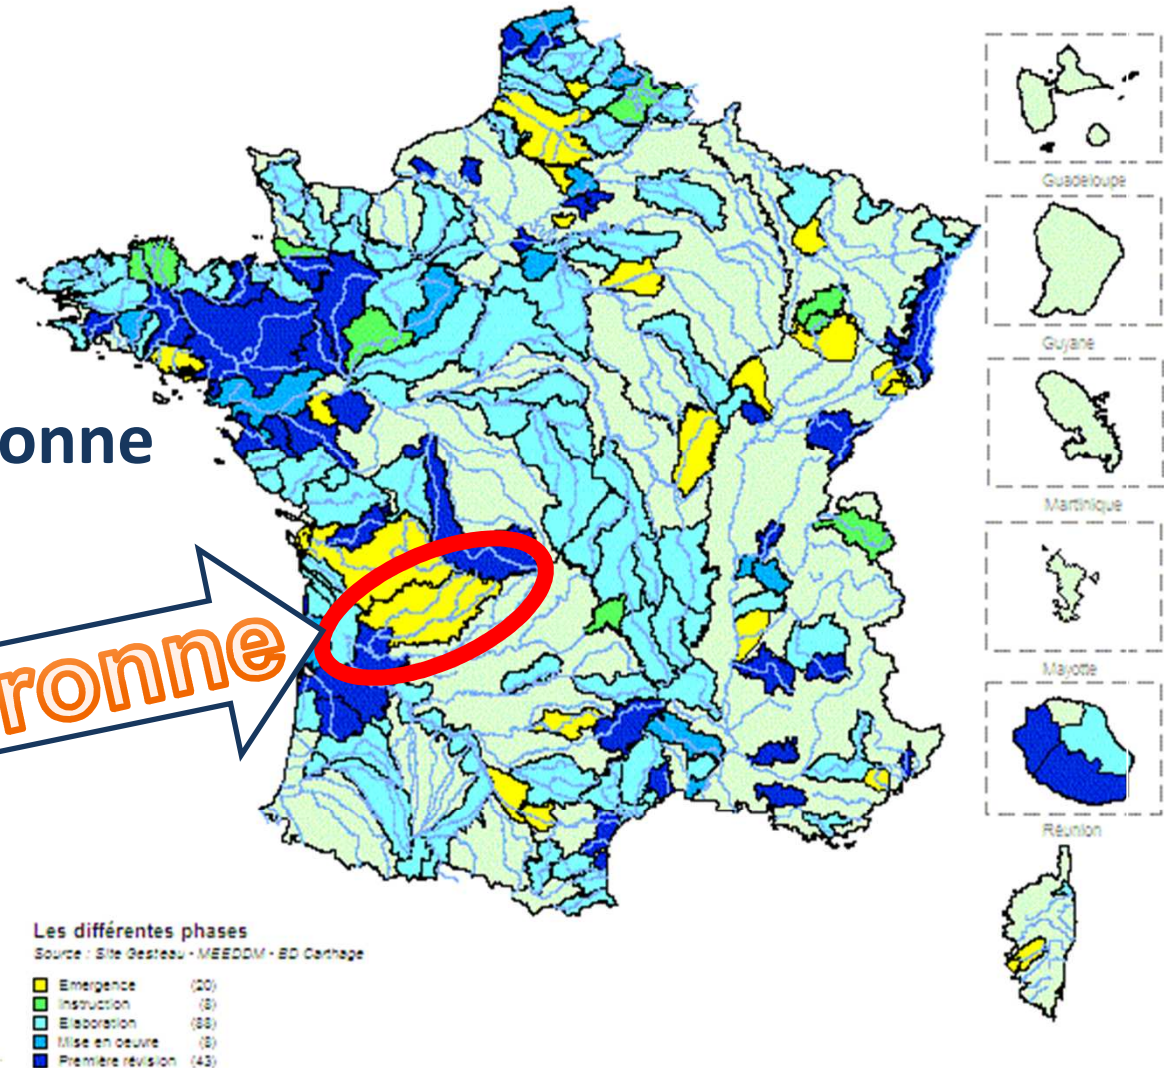 Guadeloupe
Guyane
onne
Martinique
ronne
Mayotte
Réunion
Les différentes phases
Source : Site Gesteau - MEEDDM - BD Carthage
Emergence (20)
Instruction (8)
Elaboration (88)
Mise en oeuvre (8)
Première révision (43)